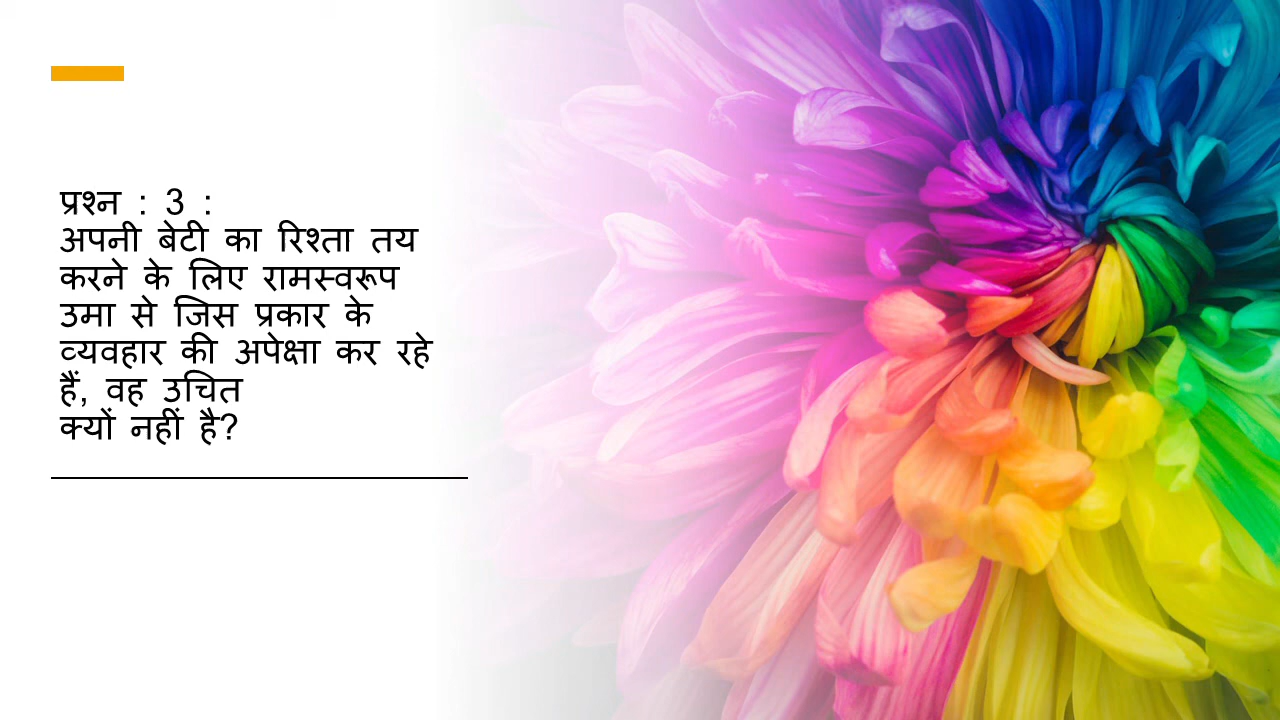 प्रश्न : 3 :
अपनी बेटी का रिश्ता तय
करने के लिए रामस्वरूप
उमा से जिस प्रकार के
व्यवहार की अपेक्षा कर रहे
हैं, वह उचित
क्यों नहीं है?